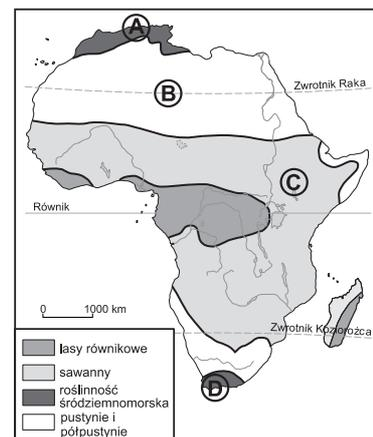 A
Zwrotnik Raka
B
C
Równik
0 1000 km
Zwrotnik Koziorożca
lasy równikowe
sawanny
roślinność
śródziemnomorska
D
pustynie i
półpustynie